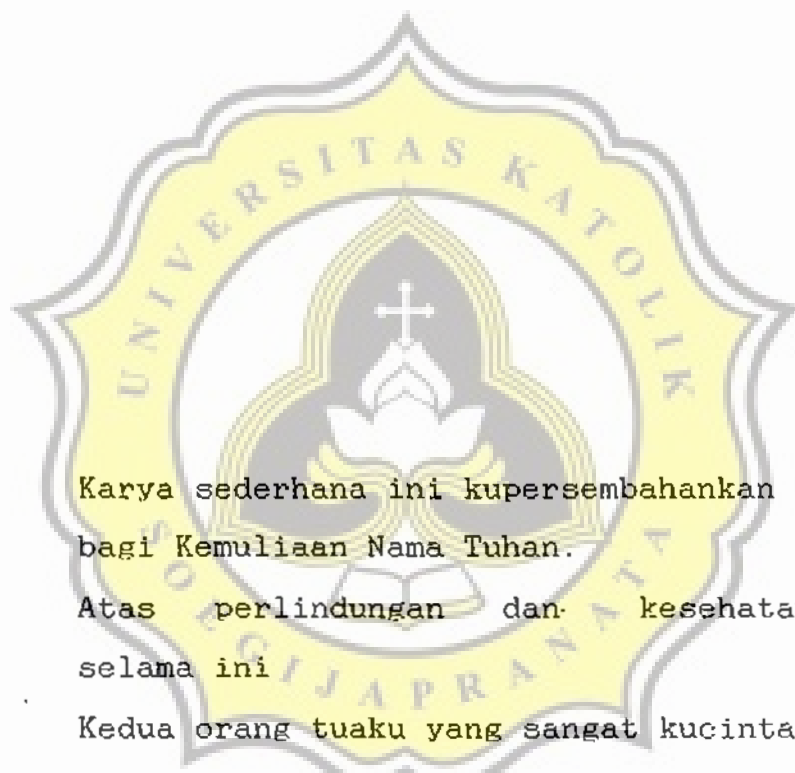 UNIVERSITAS KATOLIK
Karya sederhana ini kupersembahankan
bagi Kemuliaan Nama Tuhan.
Atas perlindungan dan kesehata
selama ini
SOEGIJAPRANATA
Kedua orang tuaku yang sangat kucinta